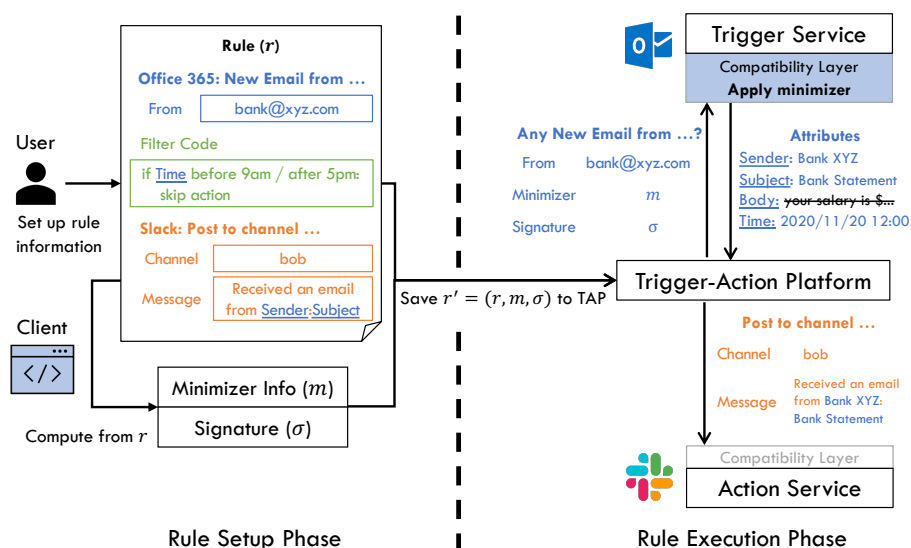 Rule (r)
Office 365: New Email from ...
From
bank@xyz.com
Filter Code
if Time before 9am / after 5pm:
skip action
Slack: Post to channel ...
Channel
bob
Message
Received an email
from Sender:Subject
User
Set up rule
information
Client
</>
Compute from r
Minimizer Info (m)
Signature (σ)
Save r′ = (r, m, σ) to TAP
Rule Setup Phase
O
Trigger Service
Compatibility Layer
Apply minimizer
Any New Email from ...?
From
bank@xyz.com
Minimizer
m
Signature
σ
Attributes
Sender: Bank XYZ
Subject: Bank Statement
Body: your salary is $...
Time: 2020/11/20 12:00
Trigger-Action Platform
Post to channel ...
Channel
bob
Message
Received an email
from Bank XYZ:
Bank Statement
Compatibility Layer
Action Service
Rule Execution Phase